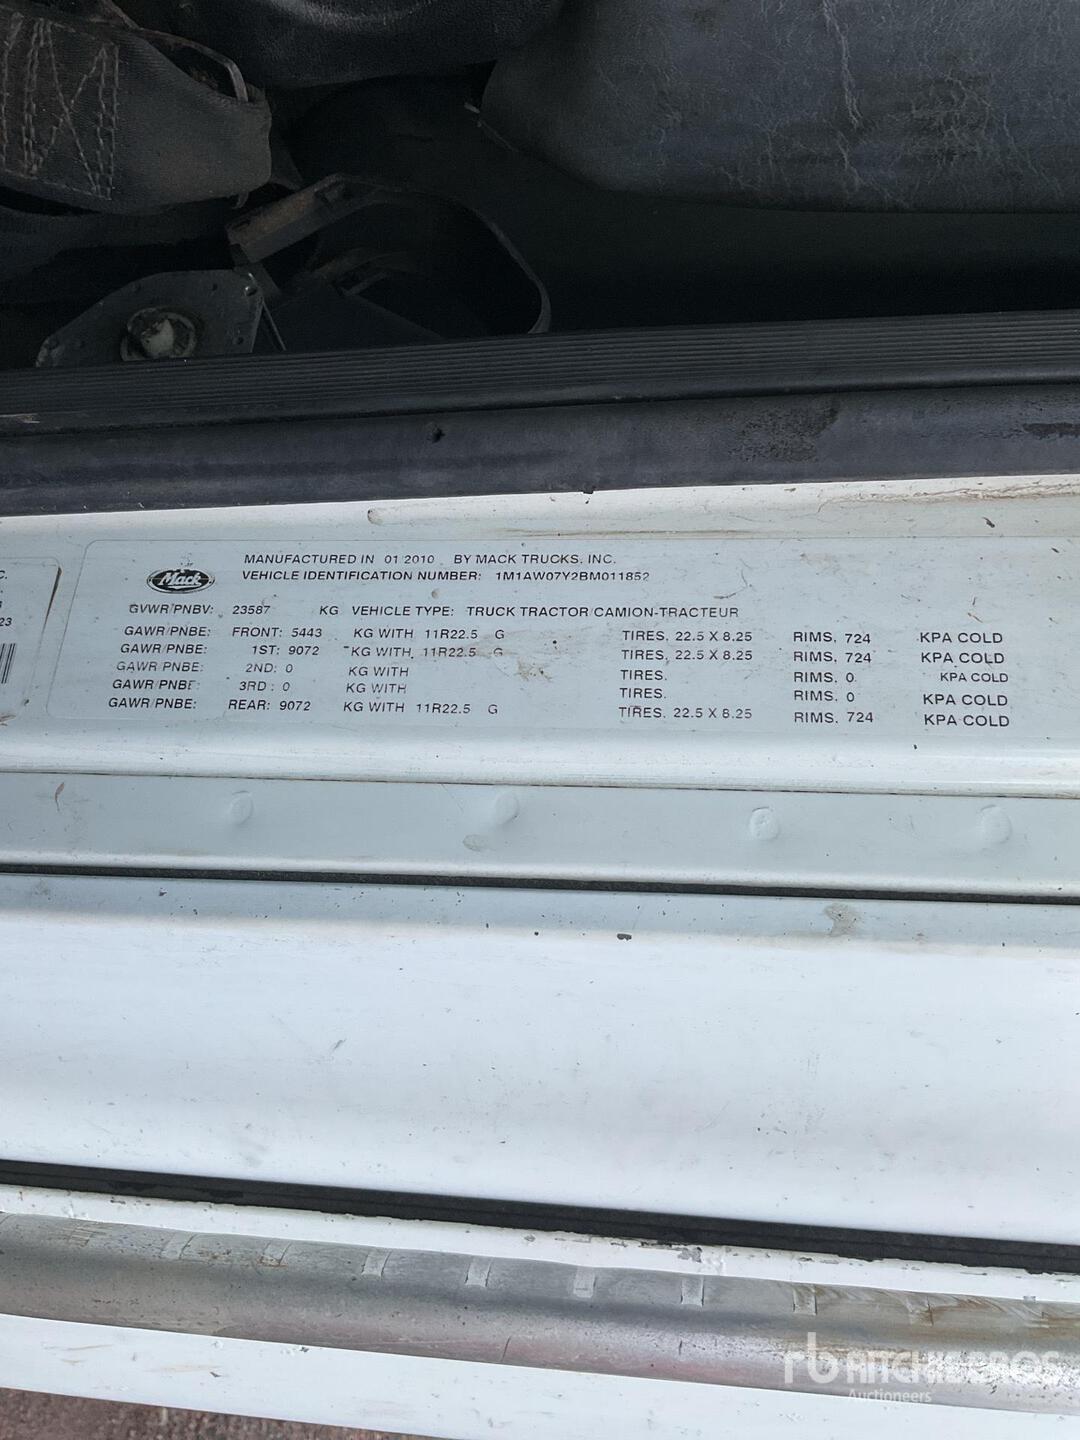 C.
23
Mack
MANUFACTURED IN 01 2010 BY MACK TRUCKS, INC.
VEHICLE IDENTIFICATION NUMBER: 1M1AW07Y2BM011852
GVWR/PNBV: 23587 KG VEHICLE TYPE: TRUCK TRACTOR/CAMION-TRACTEUR
GAWR/PNBE: FRONT: 5443 KG WITH 11R22.5 G TIRES, 22.5 X 8.25 RIMS, 724 KPA COLD
GAWR/PNBE: 1ST: 9072 KG WITH, 11R22.5 G TIRES, 22.5 X 8.25 RIMS, 724 KPA COLD
GAWR/PNBE: 2ND: 0 KG WITH TIRES. RIMS, 0 KPA COLD
GAWR/PNBE: 3RD: 0 KG WITH TIRES. RIMS, 0 KPA COLD
GAWR/PNBE: REAR: 9072 KG WITH 11R22.5 G TIRES, 22.5 X 8.25 RIMS, 724 KPA COLD
rb RITCHIE BROS
Auctioneers